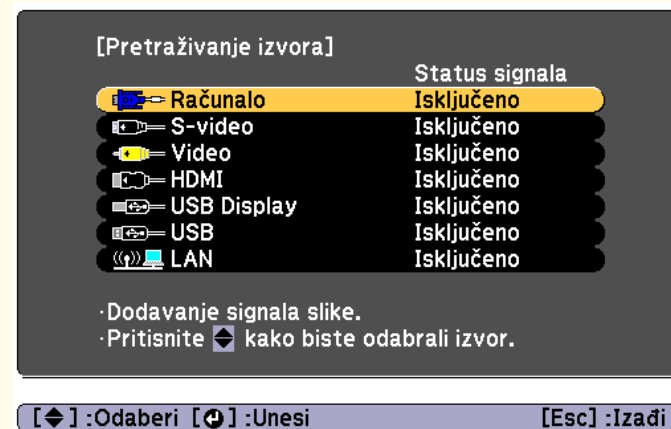 [Pretraživanje izvora]
Status signala
Računalo Isključeno
S-video Isključeno
Video Isključeno
HDMI Isključeno
USB Display Isključeno
USB Isključeno
LAN Isključeno
·Dodavanje signala slike.
·Pritisnite kako biste odabrali izvor.
[ ] :Odaberi [ ] :Unesi [Esc] :Izađi